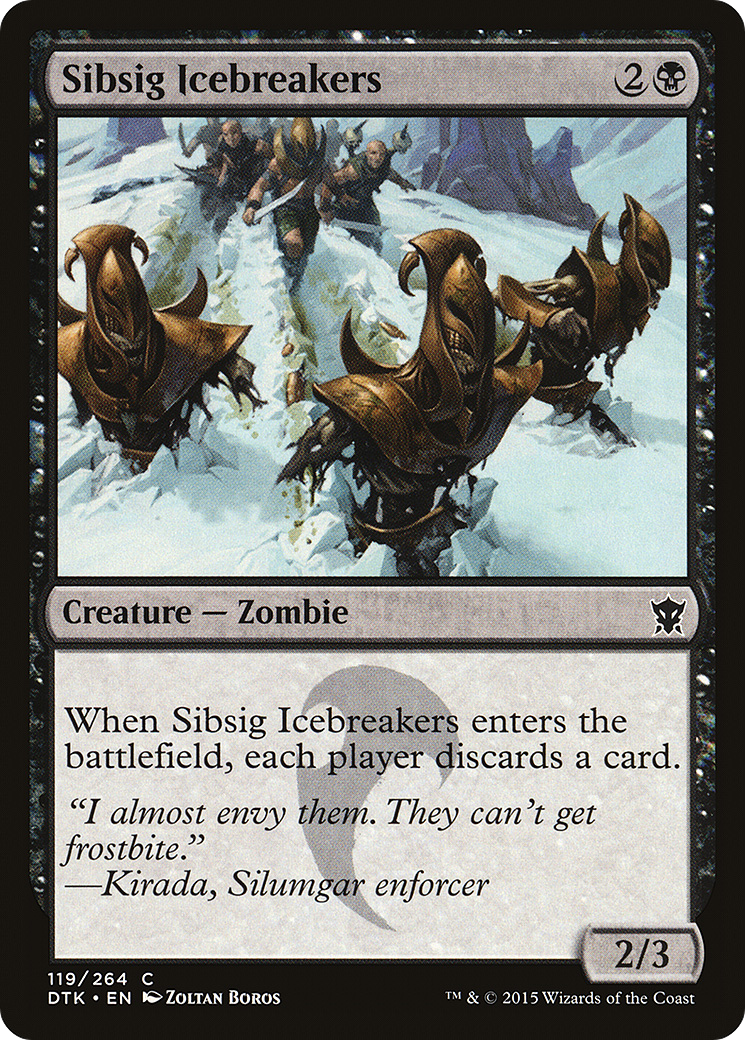 Sibsig Icebreakers 2
Creature — Zombie
When Sibsig Icebreakers enters the
battlefield, each player discards a card.
“I almost envy them. They can’t get
frostbite.”
—Kirada, Silumgar enforcer
2/3
119/264 C
DTK • EN Zoltan Boros
™ & © 2015 Wizards of the Coast